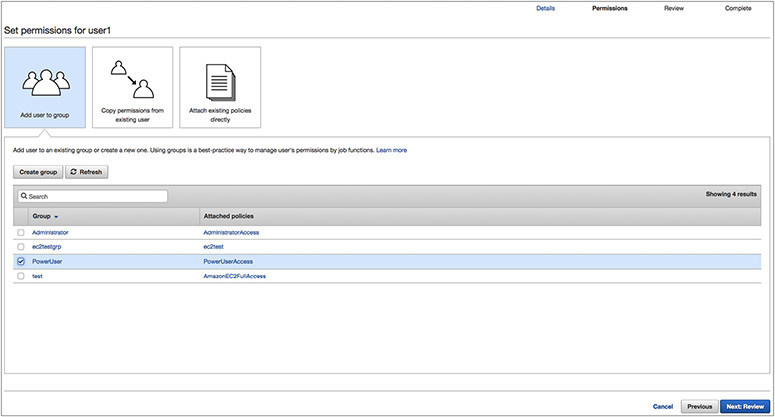 Details Permissions Review Complete
Set permissions for user1
Add user to group
Copy permissions from
existing user
Attach existing policies
directly
Add user to an existing group or create a new one. Using groups is a best-practice way to manage user's permissions by job functions. Learn more
Create group Refresh
Search Showing 4 results
Group Attached policies
Administrator AdministratorAccess
ec2testgrp ec2test
PowerUser PowerUserAccess
test AmazonEC2FullAccess
Cancel Previous Next: Review